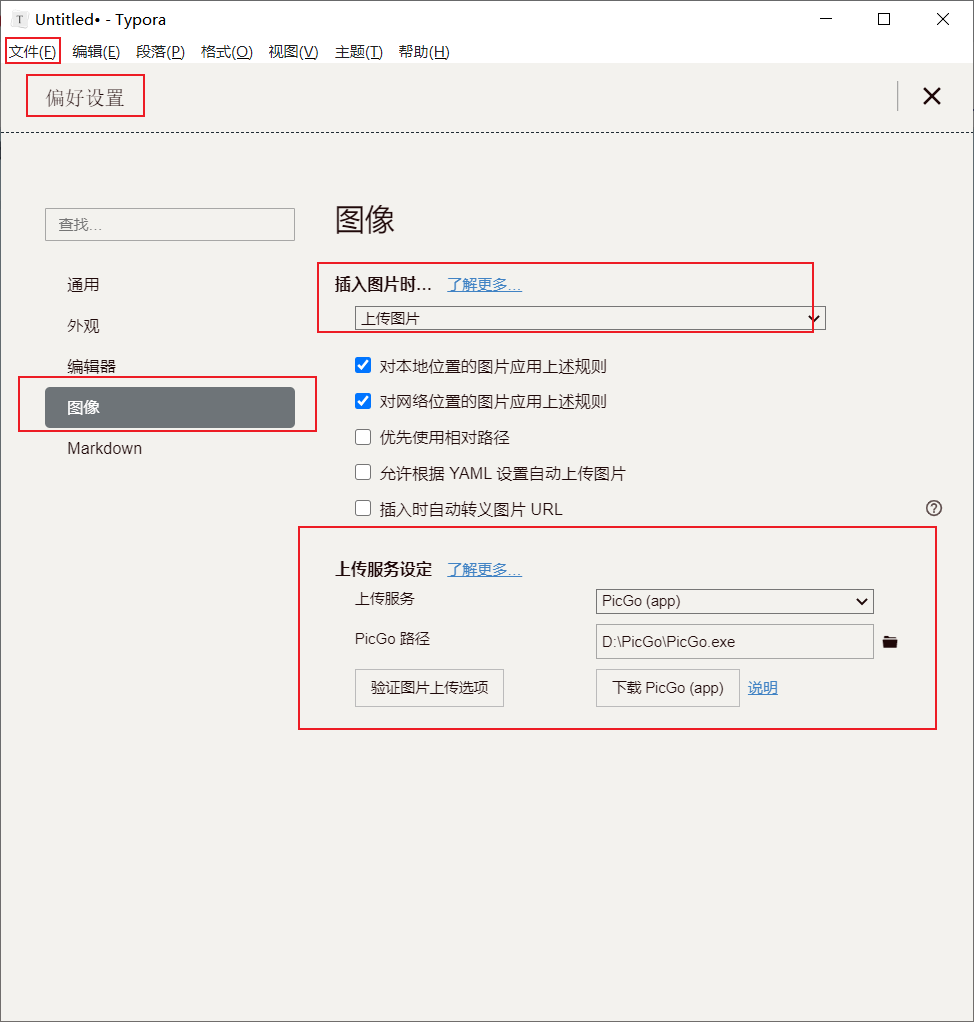 Untitled• - Typora
文件(F) 编辑(E) 段落(P) 格式(O) 视图(V) 主题(T) 帮助(H)
偏好设置
查找...
通用
外观
编辑器
图像
Markdown
图像
插入图片时... 了解更多...
上传图片
对本地位置的图片应用上述规则
对网络位置的图片应用上述规则
优先使用相对路径
允许根据 YAML 设置自动上传图片
插入时自动转义图片 URL
上传服务设定 了解更多...
上传服务 PicGo (app)
PicGo 路径 D:\PicGo\PicGo.exe
验证图片上传选项 下载 PicGo (app) 说明